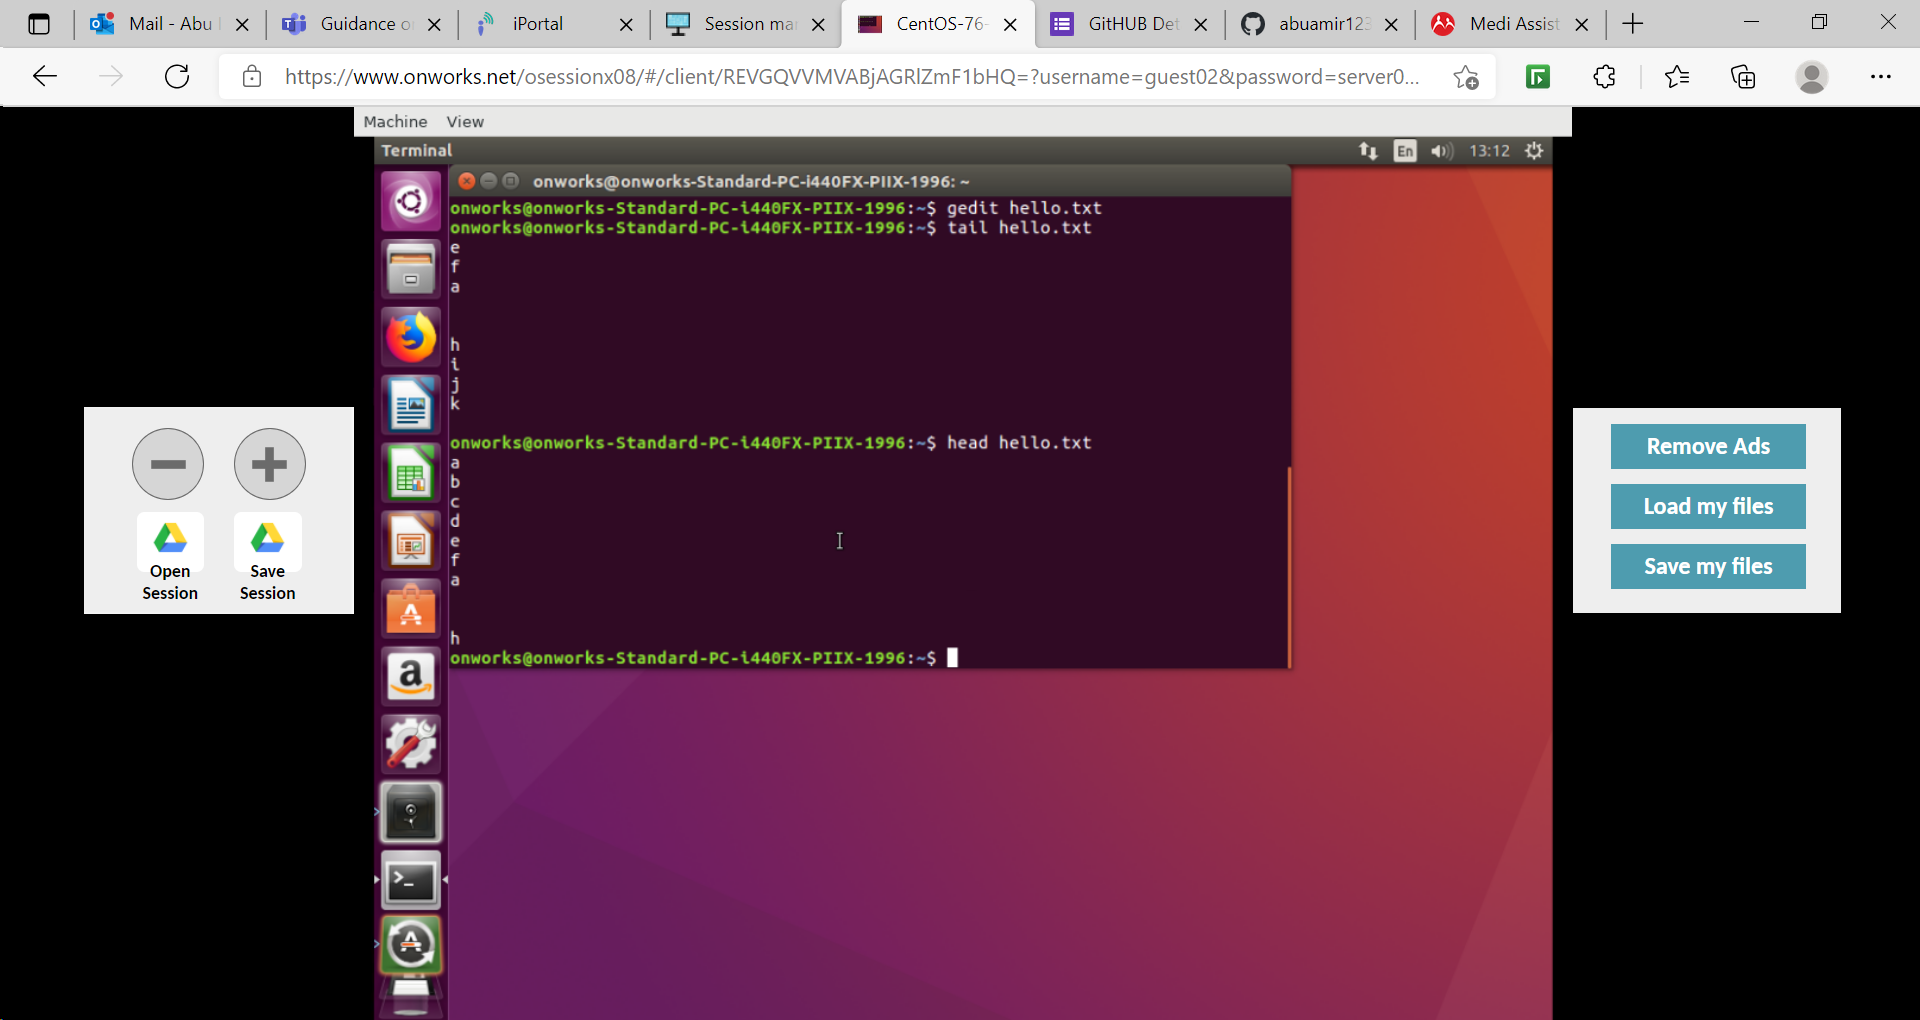 Mail - Abu
Guidance o
iPortal
Session ma
CentOS-76-
GitHUB Det
abuamir123
Medi Assist
https://www.onworks.net/osessionx08/#/client/REVGQVVMVABjAGRlZmF1bHQ=?username=guest02&password=server0...
Machine View
Terminal
En
13:12
onworks@onworks-Standard-PC-i440FX-PIIX-1996: ~
onworks@onworks-Standard-PC-i440FX-PIIX-1996:~$ gedit hello.txt
onworks@onworks-Standard-PC-i440FX-PIIX-1996:~$ tail hello.txt
e
f
a
h
i
j
k
onworks@onworks-Standard-PC-i440FX-PIIX-1996:~$ head hello.txt
a
b
c
d
e
f
a
h
onworks@onworks-Standard-PC-i440FX-PIIX-1996:~$
Open
Session
Save
Session
Remove Ads
Load my files
Save my files